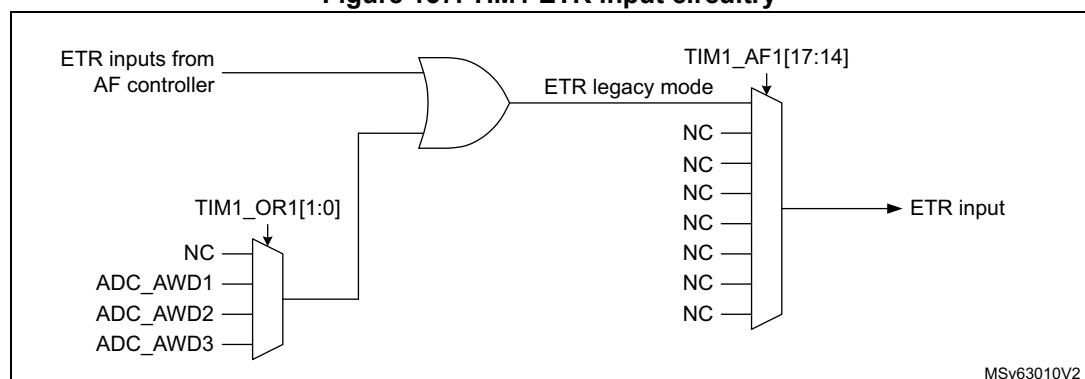 Figure 137. TIM1 ETR input circuitry
ETR inputs from
AF controller
TIM1_AF1[17:14]
ETR legacy mode
NC
NC
NC
NC
NC
NC
NC
ETR input
TIM1_OR1[1:0]
NC
ADC_AWD1
ADC_AWD2
ADC_AWD3
MSv63010V2